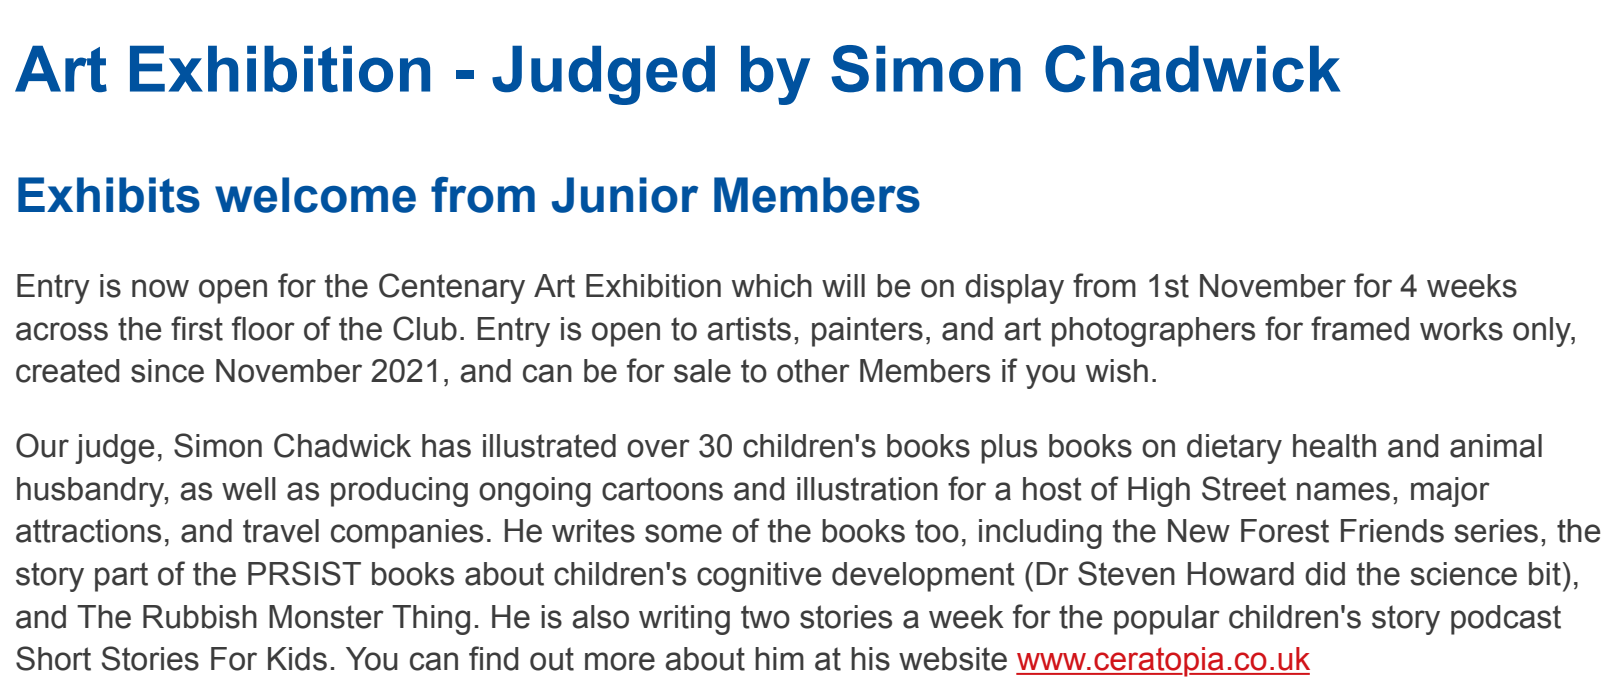 Art Exhibition - Judged by Simon Chadwick
Exhibits welcome from Junior Members
Entry is now open for the Centenary Art Exhibition which will be on display from 1st November for 4 weeks
across the first floor of the Club. Entry is open to artists, painters, and art photographers for framed works only,
created since November 2021, and can be for sale to other Members if you wish.
Our judge, Simon Chadwick has illustrated over 30 children's books plus books on dietary health and animal
husbandry, as well as producing ongoing cartoons and illustration for a host of High Street names, major
attractions, and travel companies. He writes some of the books too, including the New Forest Friends series, the
story part of the PRSIST books about children's cognitive development (Dr Steven Howard did the science bit),
and The Rubbish Monster Thing. He is also writing two stories a week for the popular children's story podcast
Short Stories For Kids. You can find out more about him at his website www.ceratopia.co.uk